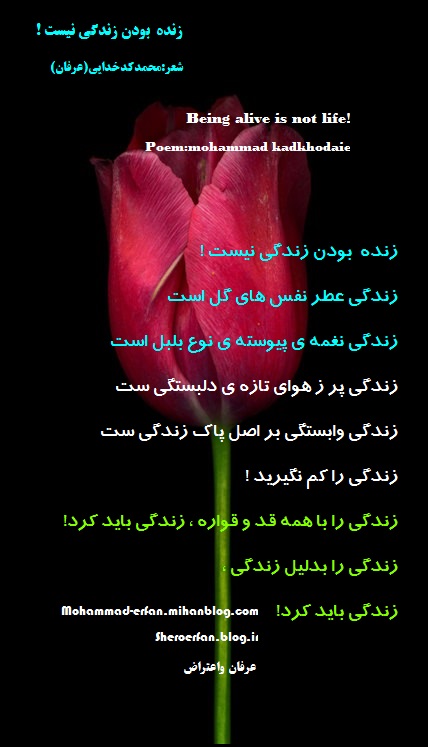 زنده بودن زندگی نیست !
شعر:محمدکدخدایی(عرفان)
Being alive is not life!
Poem:mohammad kadkhodaie
زنده بودن زندگی نیست !
زندگی عطر نفس های گل است
زندگی نغمه ی پیوسته ی نوع بلبل است
زندگی پر ز هوای تازه ی دلبستگی ست
زندگی وابستگی بر اصل پاک زندگی ست
زندگی را کم نگیرید !
زندگی را با همه قد و قواره ، زندگی باید کرد!
زندگی را بدلیل زندگی ،
زندگی باید کرد!
Mohammad-erfan.mihanblog.com
Sheroerfan.blog.ir
عرفان واعتراض